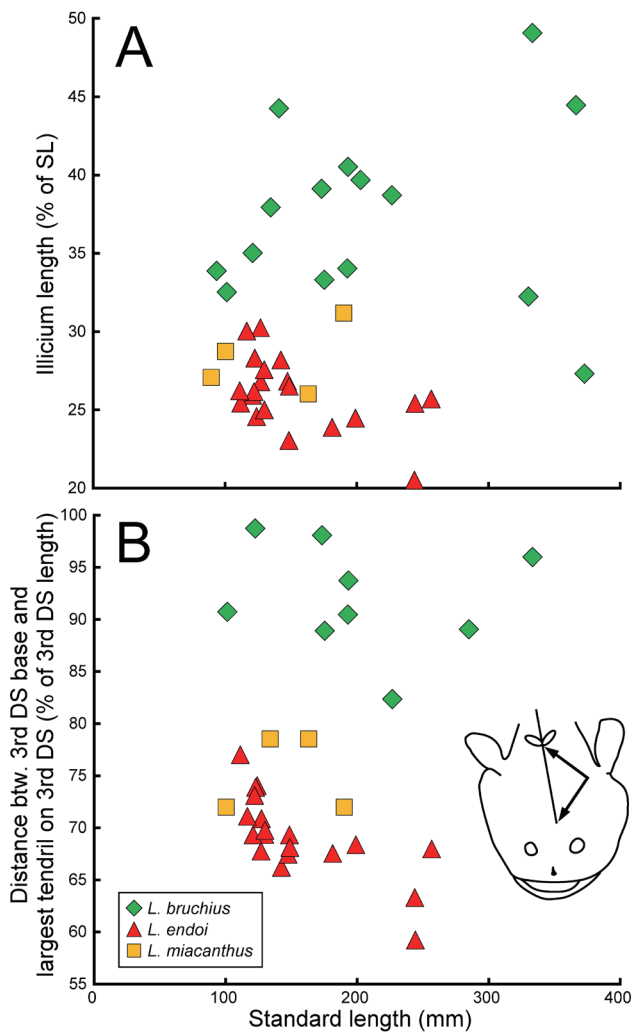 A
Illicium length (% of SL)
50
45
40
35
30
25
20
B
Distance btw. 3rd DS base and
largest tendril on 3rd DS (% of 3rd DS length)
100
95
90
85
80
75
70
65
60
55
L. bruchius
L. endoi
L. miacanthus
0
100
200
300
400
Standard length (mm)